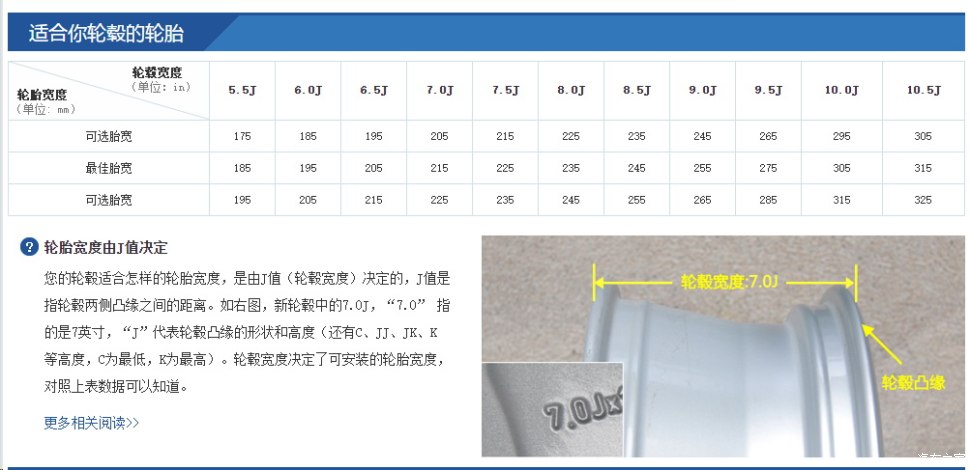 适合你轮毂的轮胎
轮毂宽度
（单位：in）
轮胎宽度
（单位：mm）
5.5J 6.0J 6.5J 7.0J 7.5J 8.0J 8.5J 9.0J 9.5J 10.0J 10.5J
可选胎宽 175 185 195 205 215 225 235 245 265 295 305
最佳胎宽 185 195 205 215 225 235 245 255 275 305 315
可选胎宽 195 205 215 225 235 245 255 265 285 315 325
? 轮胎宽度由J值决定
您的轮毂适合怎样的轮胎宽度，是由J值（轮毂宽度）决定的，J值是
指轮毂两侧凸缘之间的距离。如右图，新轮毂中的7.0J，“7.0” 指
的是7英寸，“J”代表轮毂凸缘的形状和高度（还有C、JJ、JK、K
等高度，C为最低，K为最高）。轮毂宽度决定了可安装的轮胎宽度，
对照上表数据可以知道。
更多相关阅读>>
轮毂宽度:7.0J
轮毂凸缘
7.0Jx